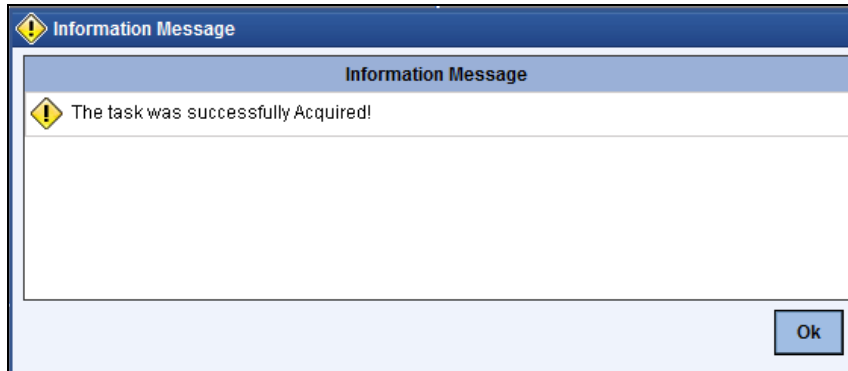 Information Message
Information Message
The task was successfully Acquired!
Ok